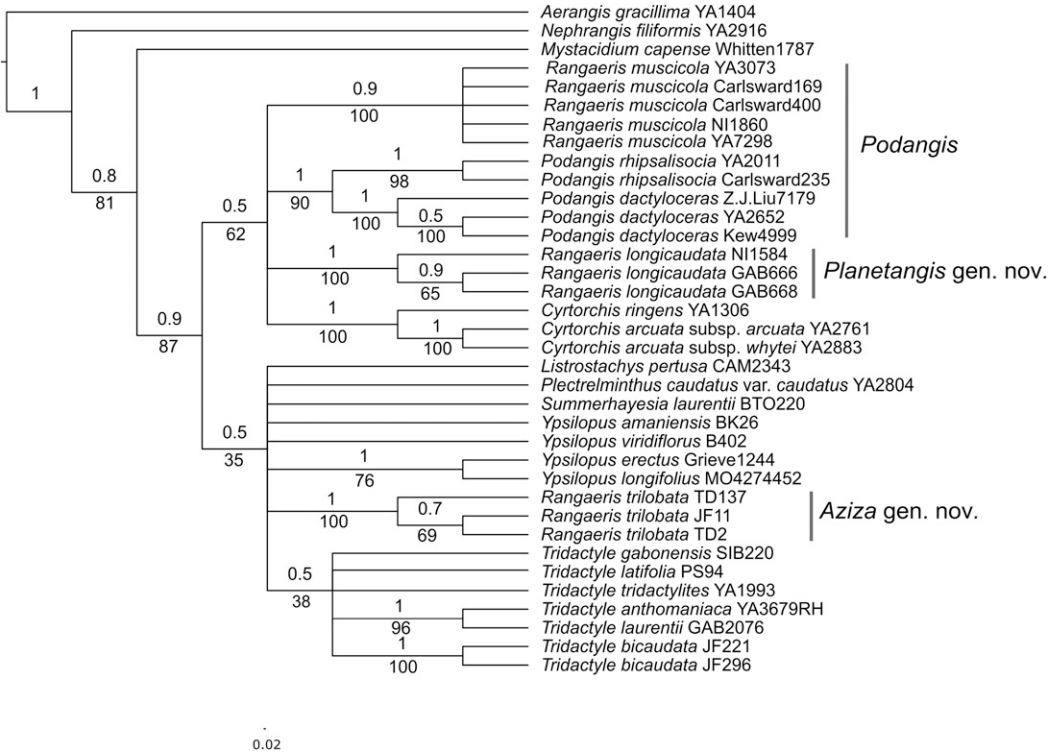 Aerangis gracillima YA1404
Nephrangis filiformis YA2916
Mystacidium capense Whitten1787
Rangaeris muscicola YA3073
1
0.9
Rangaeris muscicola Carlsward169
100
Rangaeris muscicola Carlsward400
Rangaeris muscicola NI1860
Rangaeris muscicola YA7298
Podangis
1
Podangis rhipsalisocia YA2011
0.8
81
1
90
98
Podangis rhipsalisocia Carlsward235
1
100
Podangis dactyloceras Z.J.Liu7179
0.5
62
0.5
100
Podangis dactyloceras YA2652
Podangis dactyloceras Kew4999
1
100
Rangaeris longicaudata NI1584
0.9
65
Rangaeris longicaudata GAB666
Planetangis gen. nov.
Rangaeris longicaudata GAB668
1
100
Cyrtorchis ringens YA1306
0.9
87
1
100
Cyrtorchis arcuata subsp. arcuata YA2761
Cyrtorchis arcuata subsp. whytei YA2883
Listrostachys pertusa CAM2343
Plectrelminthus caudatus var. caudatus YA2804
Summerhayesia laurentii BTO220
Ypsilopus amaniensis BK26
0.5
35
Ypsilopus viridiflorus B402
1
76
Ypsilopus erectus Grieve1244
Ypsilopus longifolius MO4274452
1
100
Rangaeris trilobata TD137
0.7
69
Rangaeris trilobata JF11
Aziza gen. nov.
Rangaeris trilobata TD2
Tridactyle gabonensis SIB220
0.5
38
Tridactyle latifolia PS94
Tridactyle tridactylites YA1993
1
96
Tridactyle anthomaniaca YA3679RH
Tridactyle laurentii GAB2076
1
100
Tridactyle bicaudata JF221
Tridactyle bicaudata JF296
0.02